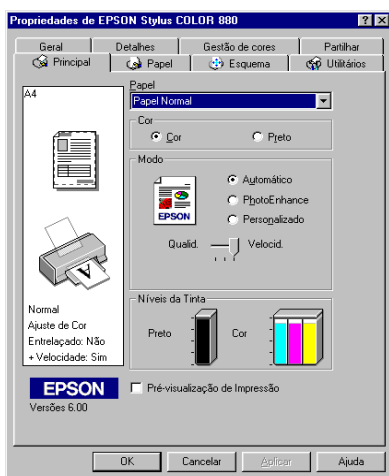 Propriedades de EPSON Stylus COLOR 880
Geral Detalhes Gestão de cores Partilhar
Principal Papel Esquema Utilitários
A4
Papel
Papel Normal
Cor
Cor Preto
Modo
Automático
PhotoEnhance
Personalizado
EPSON
Qualid. Velocid.
Níveis da Tinta
Preto Cor
A
Normal
Ajuste de Cor
Entrelaçado: Não
+ Velocidade: Sim
EPSON
Versões 6.00
Pré-visualização de Impressão
OK Cancelar Aplicar Ajuda